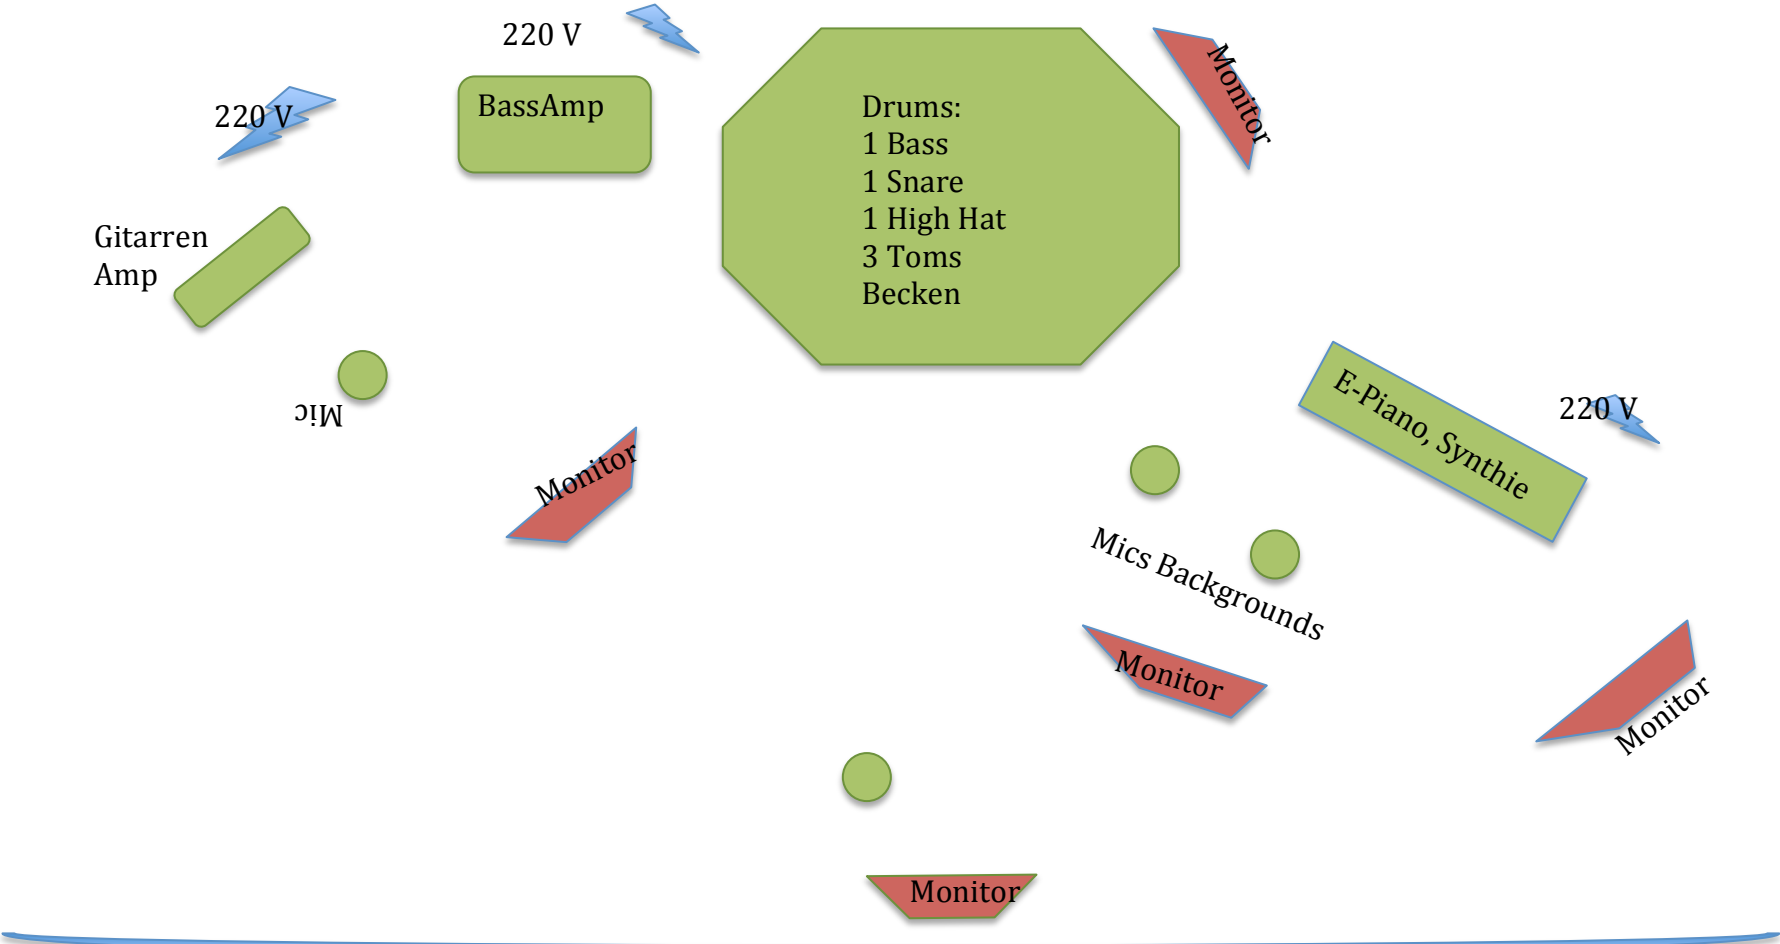 220 V
220 V
BassAmp
Drums:
1 Bass
1 Snare
1 High Hat
3 Toms
Becken
Monitor
Gitarren
Amp
Mic
Monitor
E-Piano, Synthie
220 V
Mics Backgrounds
Monitor
Monitor
Monitor